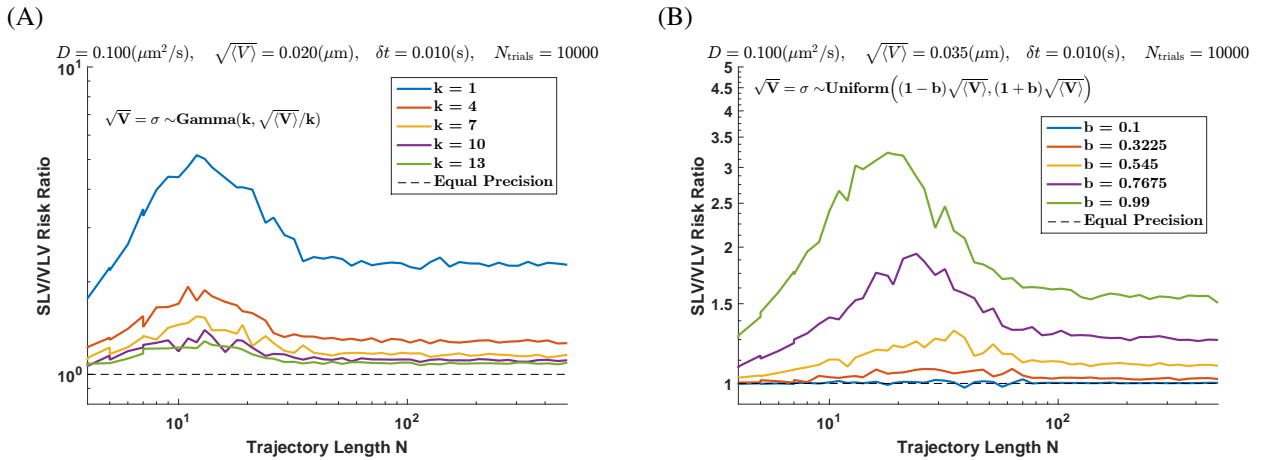 (A)
D = 0.100(μm²/s), √⟨V⟩ = 0.020(μm), δt = 0.010(s), N_trials = 10000
10¹
10⁰
SLV/VLV Risk Ratio
√V = σ ~Gamma(k, √⟨V⟩/k)
k = 1
k = 4
k = 7
k = 10
k = 13
Equal Precision
10¹
10²
Trajectory Length N
(B)
D = 0.100(μm²/s), √⟨V⟩ = 0.035(μm), δt = 0.010(s), N_trials = 10000
5
4.5
4
3.5
3
2.5
2
1.5
1
SLV/VLV Risk Ratio
√V = σ ~Uniform((1 − b)√⟨V⟩, (1 + b)√⟨V⟩)
b = 0.1
b = 0.3225
b = 0.545
b = 0.7675
b = 0.99
Equal Precision
10¹
10²
Trajectory Length N